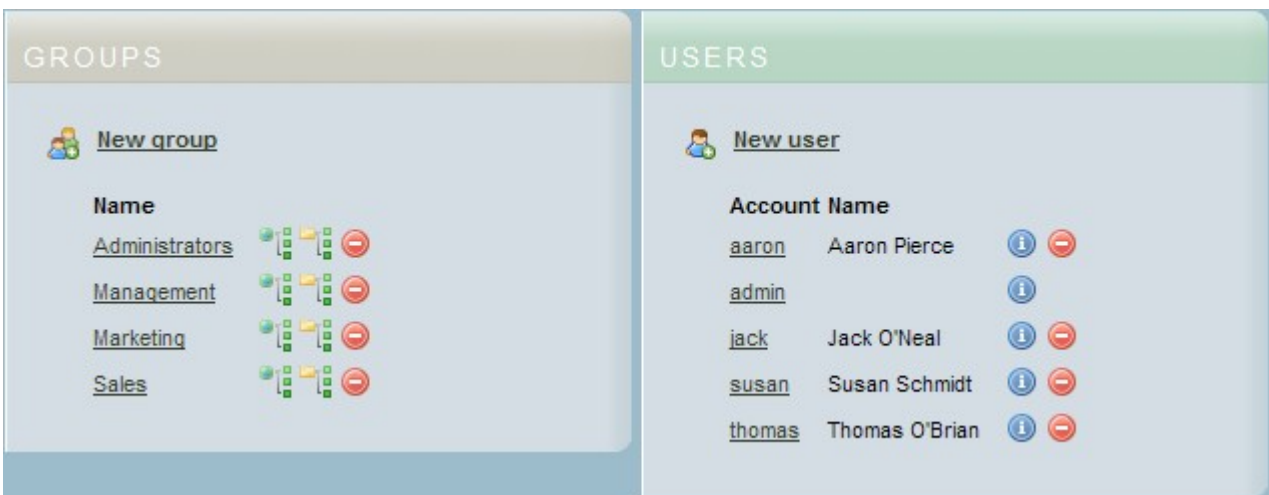 GROUPS
New group
Name
Administrators
Management
Marketing
Sales
USERS
New user
Account Name
aaron Aaron Pierce
admin
jack Jack O'Neal
susan Susan Schmidt
thomas Thomas O'Brian